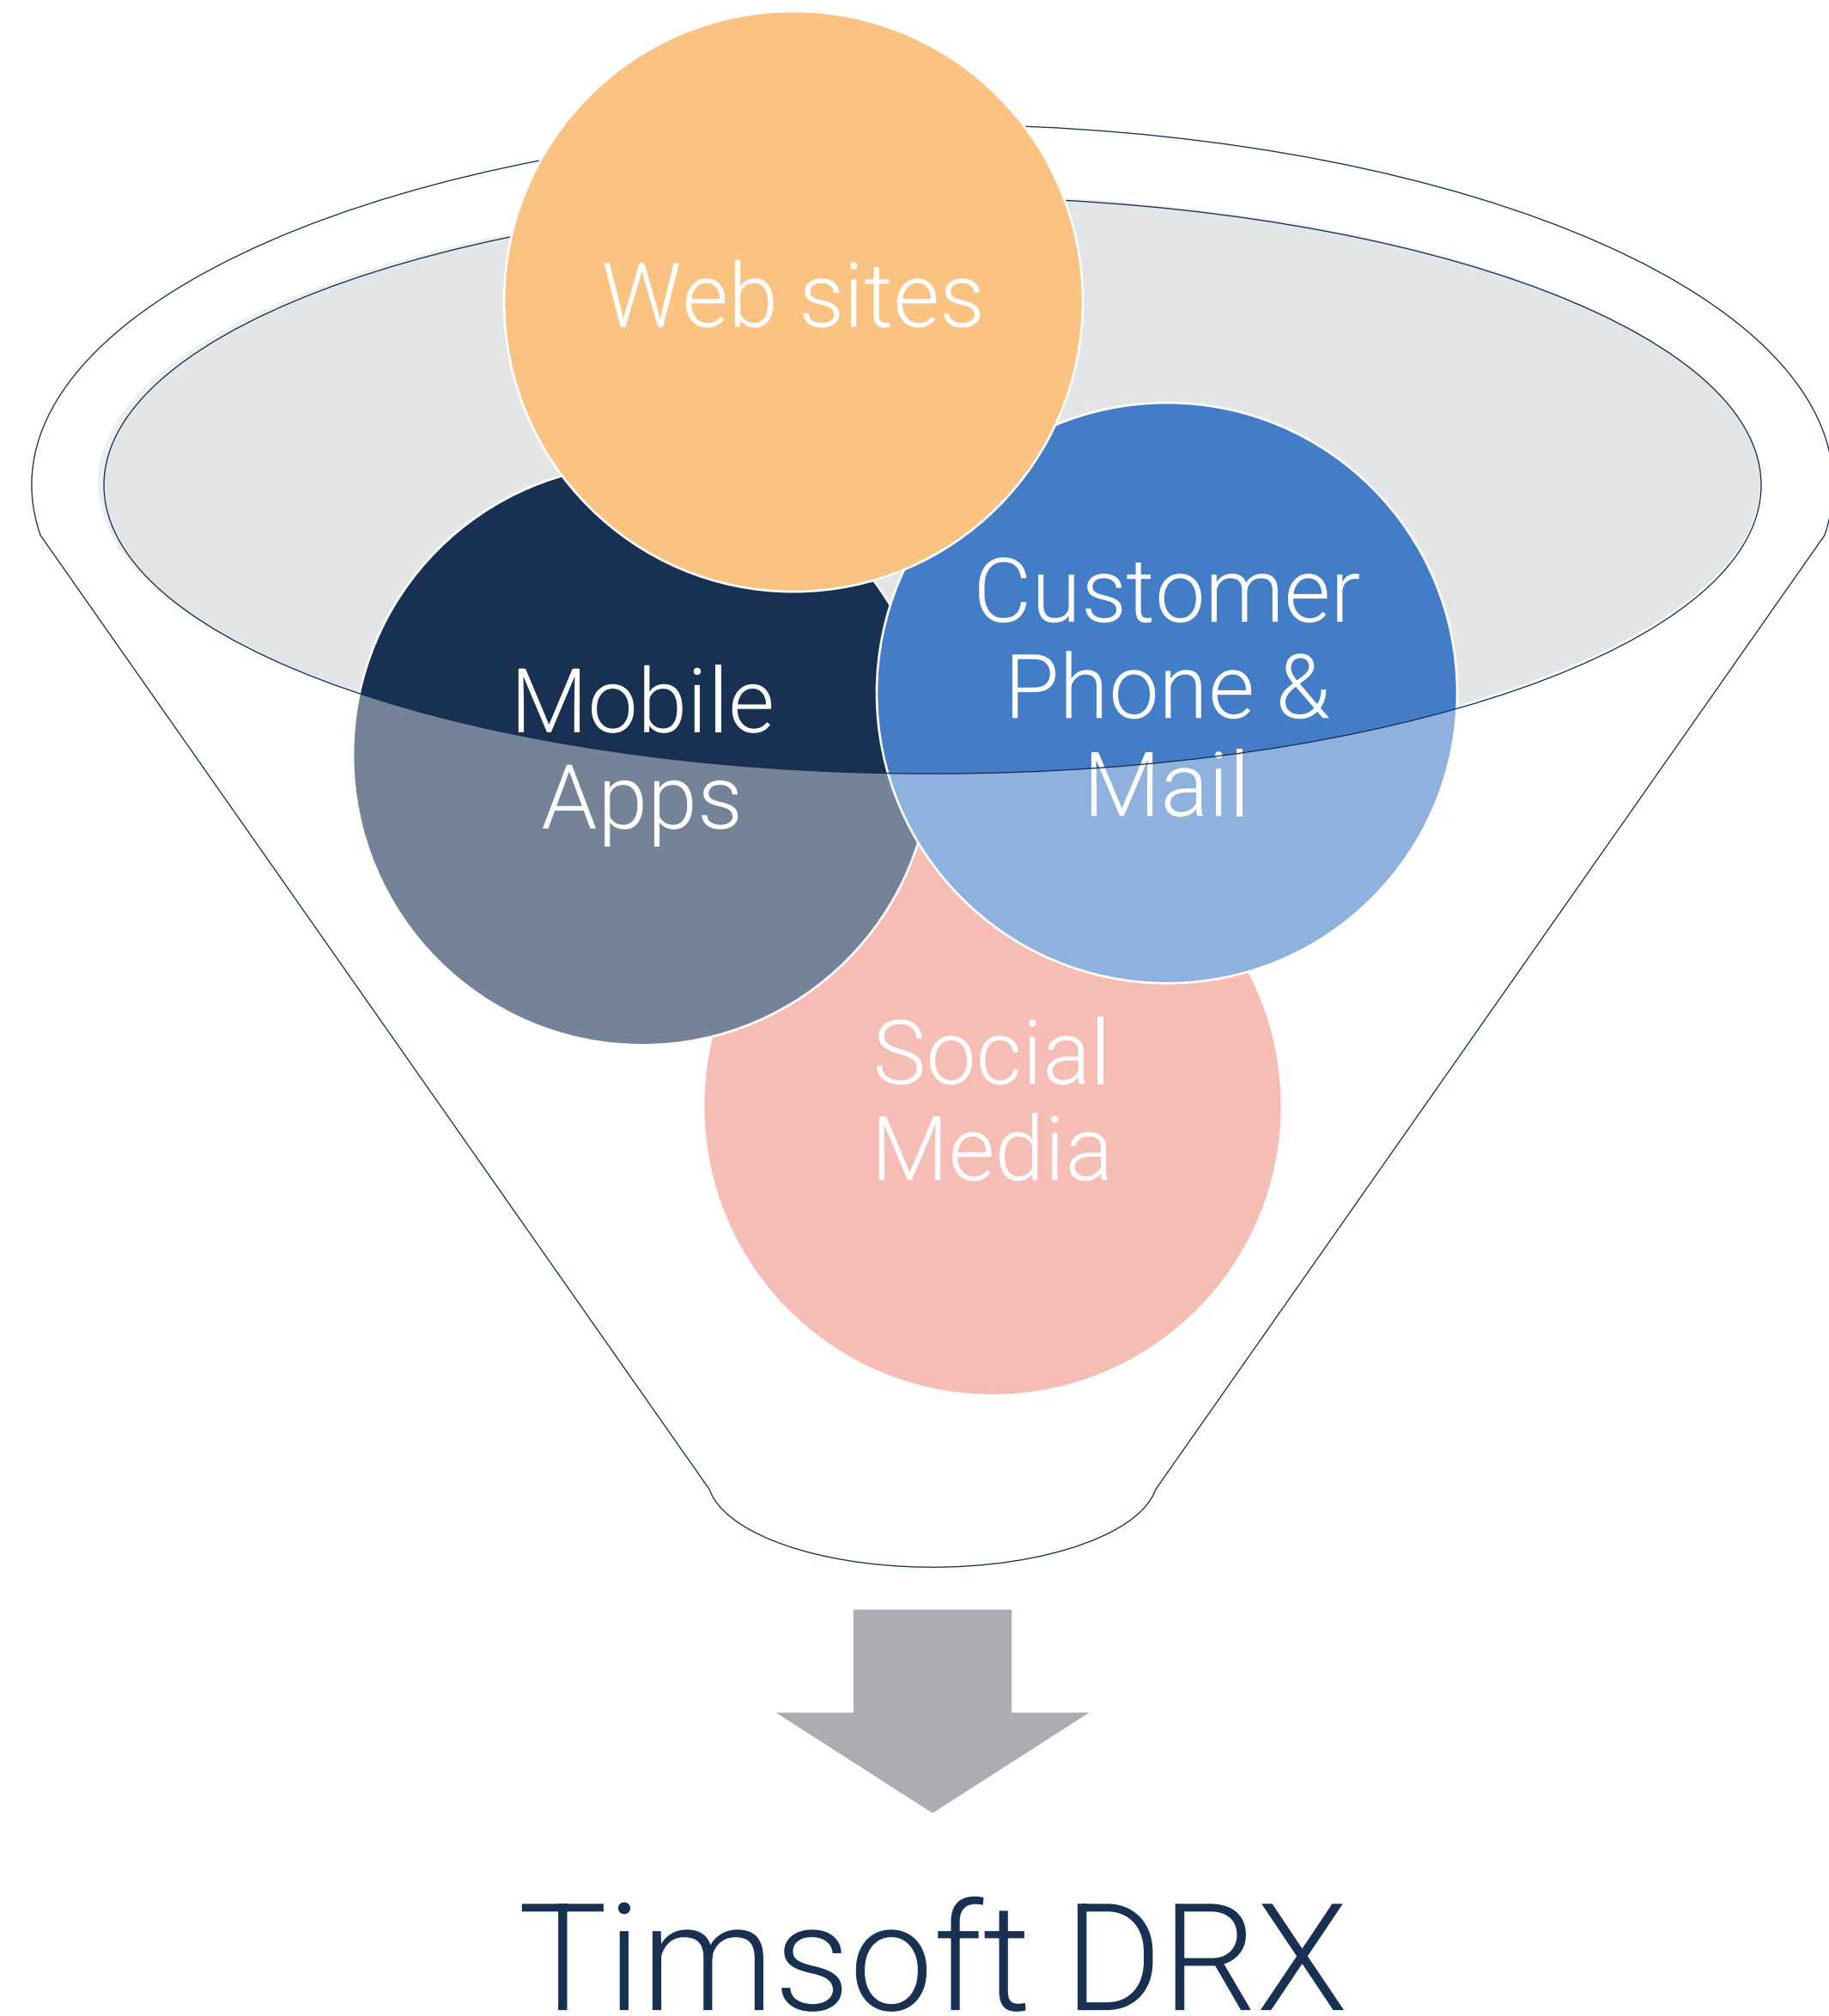 Web sites
Customer
Phone &
Mail
Mobile
Apps
Social
Media
Timsoft DRX